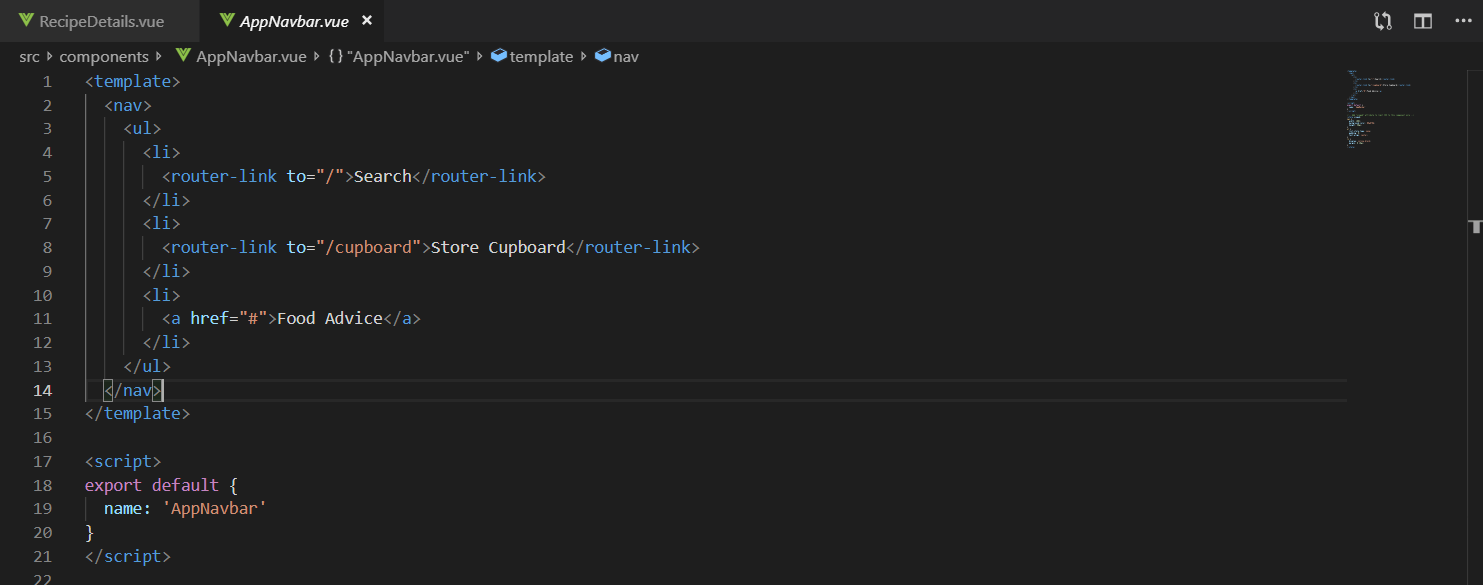 RecipeDetails.vue AppNavbar.vue ×
src components AppNavbar.vue {} "AppNavbar.vue" template nav
1 <template>
2 <nav>
3 <ul>
4 <li>
5 <router-link to="/">Search</router-link>
6 </li>
7 <li>
8 <router-link to="/cupboard">Store Cupboard</router-link>
9 </li>
10 <li>
11 <a href="#">Food Advice</a>
12 </li>
13 </ul>
14 </nav>
15 </template>
16
17 <script>
18 export default {
19 name: 'AppNavbar'
20 }
21 </script>
22